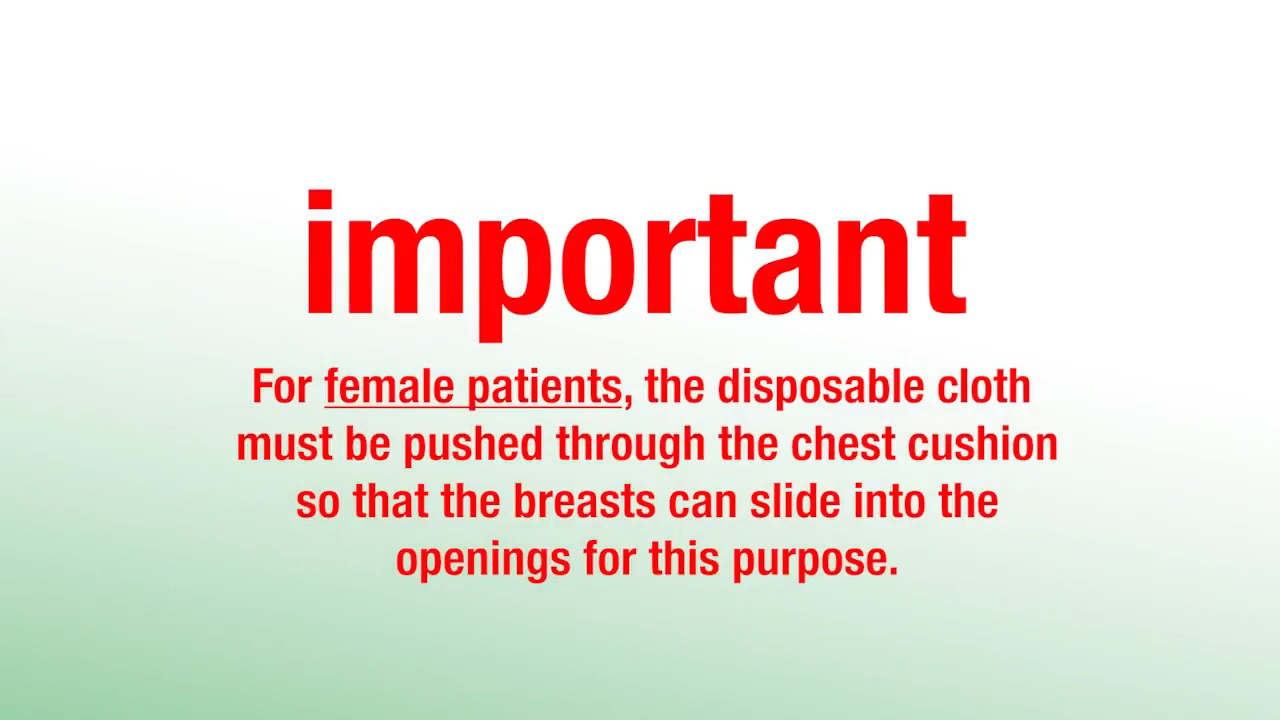 important
For female patients, the disposable cloth
must be pushed through the chest cushion
so that the breasts can slide into the
openings for this purpose.